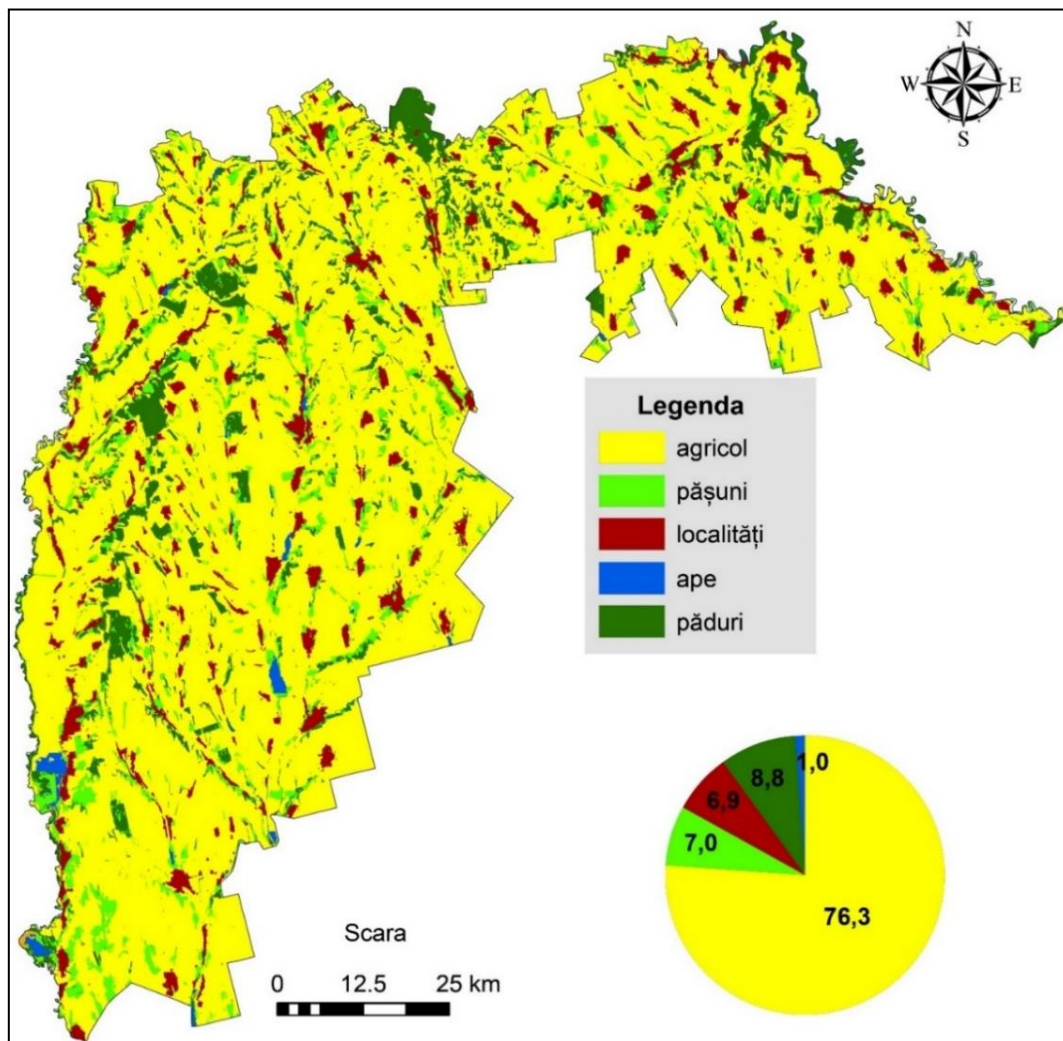 N
W E
S
Legenda
agricol
pășuni
localități
ape
păduri
1,0
8,8
6,9
7,0
76,3
Scara
0 12.5 25 km